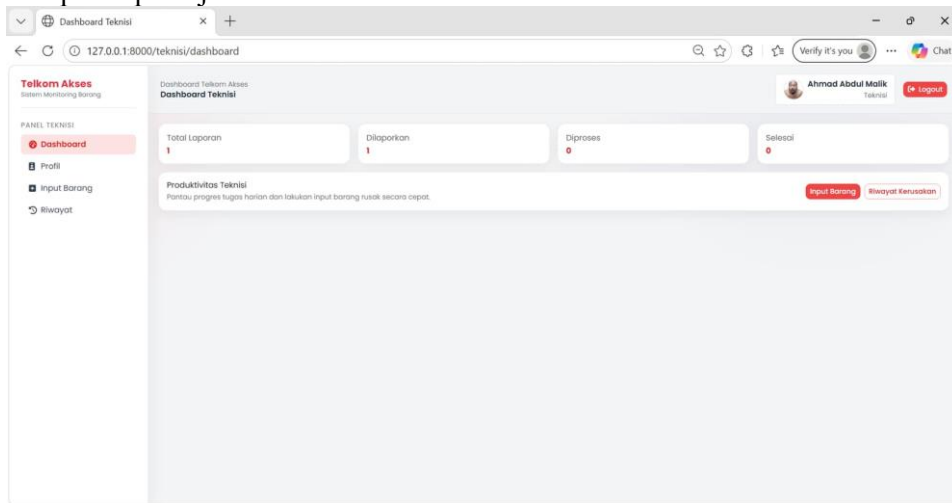 Dashboard Teknisi
127.0.0.1:8000/teknisi/dashboard
Verify it's you
Chat
Telkom Akses
Sistem Monitoring Barang
Dashboard Telkom Akses
Dashboard Teknisi
Ahmad Abdul Malik
Teknisi
Logout
PANEL TEKNISI
Dashboard
Profil
Input Barang
Riwayat
Total Laporan
1
Dilaporkan
1
Diproses
0
Selesai
0
Produktivitas Teknisi
Pantau progres tugas harian dan lakukan input barang rusak secara cepat.
Input Barang
Riwayat Kerusakan